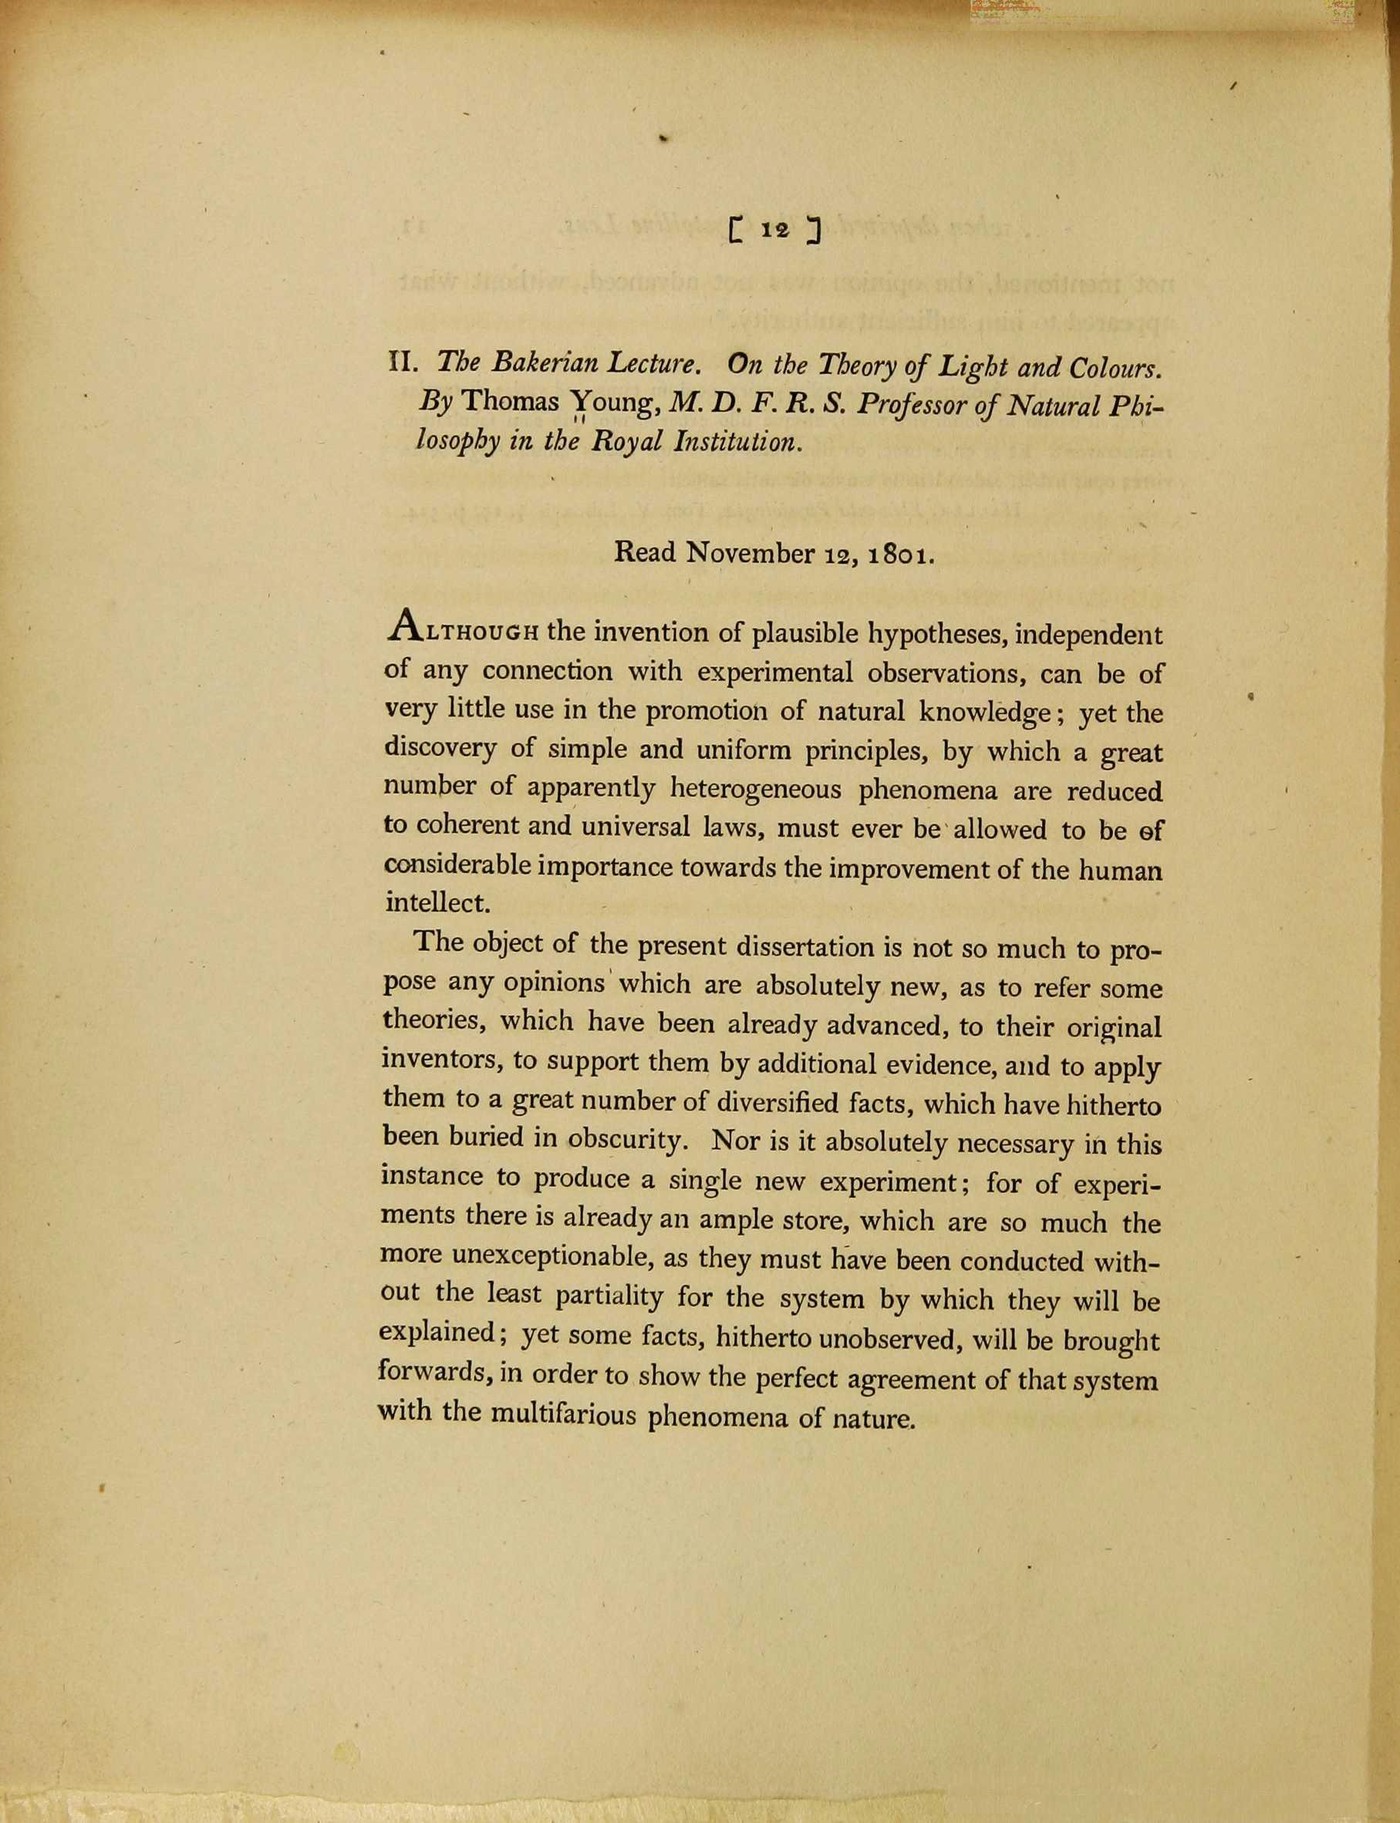 [ 12 ]
II. The Bakerian Lecture. On the Theory of Light and Colours.
By Thomas Young, M. D. F. R. S. Professor of Natural Phi-
losophy in the Royal Institution.
Read November 12, 1801.
ALTHOUGH the invention of plausible hypotheses, independent
of any connection with experimental observations, can be of
very little use in the promotion of natural knowledge; yet the
discovery of simple and uniform principles, by which a great
number of apparently heterogeneous phenomena are reduced
to coherent and universal laws, must ever be allowed to be of
considerable importance towards the improvement of the human
intellect.
The object of the present dissertation is not so much to pro-
pose any opinions which are absolutely new, as to refer some
theories, which have been already advanced, to their original
inventors, to support them by additional evidence, and to apply
them to a great number of diversified facts, which have hitherto
been buried in obscurity. Nor is it absolutely necessary in this
instance to produce a single new experiment; for of experi-
ments there is already an ample store, which are so much the
more unexceptionable, as they must have been conducted with-
out the least partiality for the system by which they will be
explained; yet some facts, hitherto unobserved, will be brought
forwards, in order to show the perfect agreement of that system
with the multifarious phenomena of nature.